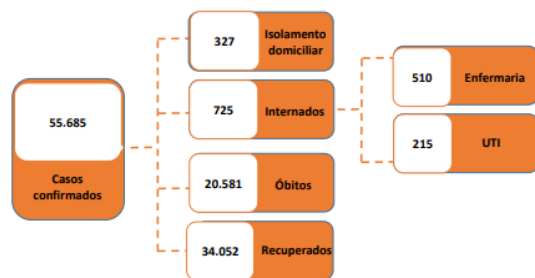 55.685
Casos
confirmados
327
Isolamento
domiciliar
725
Internados
20.581
Óbitos
34.052
Recuperados
510
Enfermaria
215
UTI